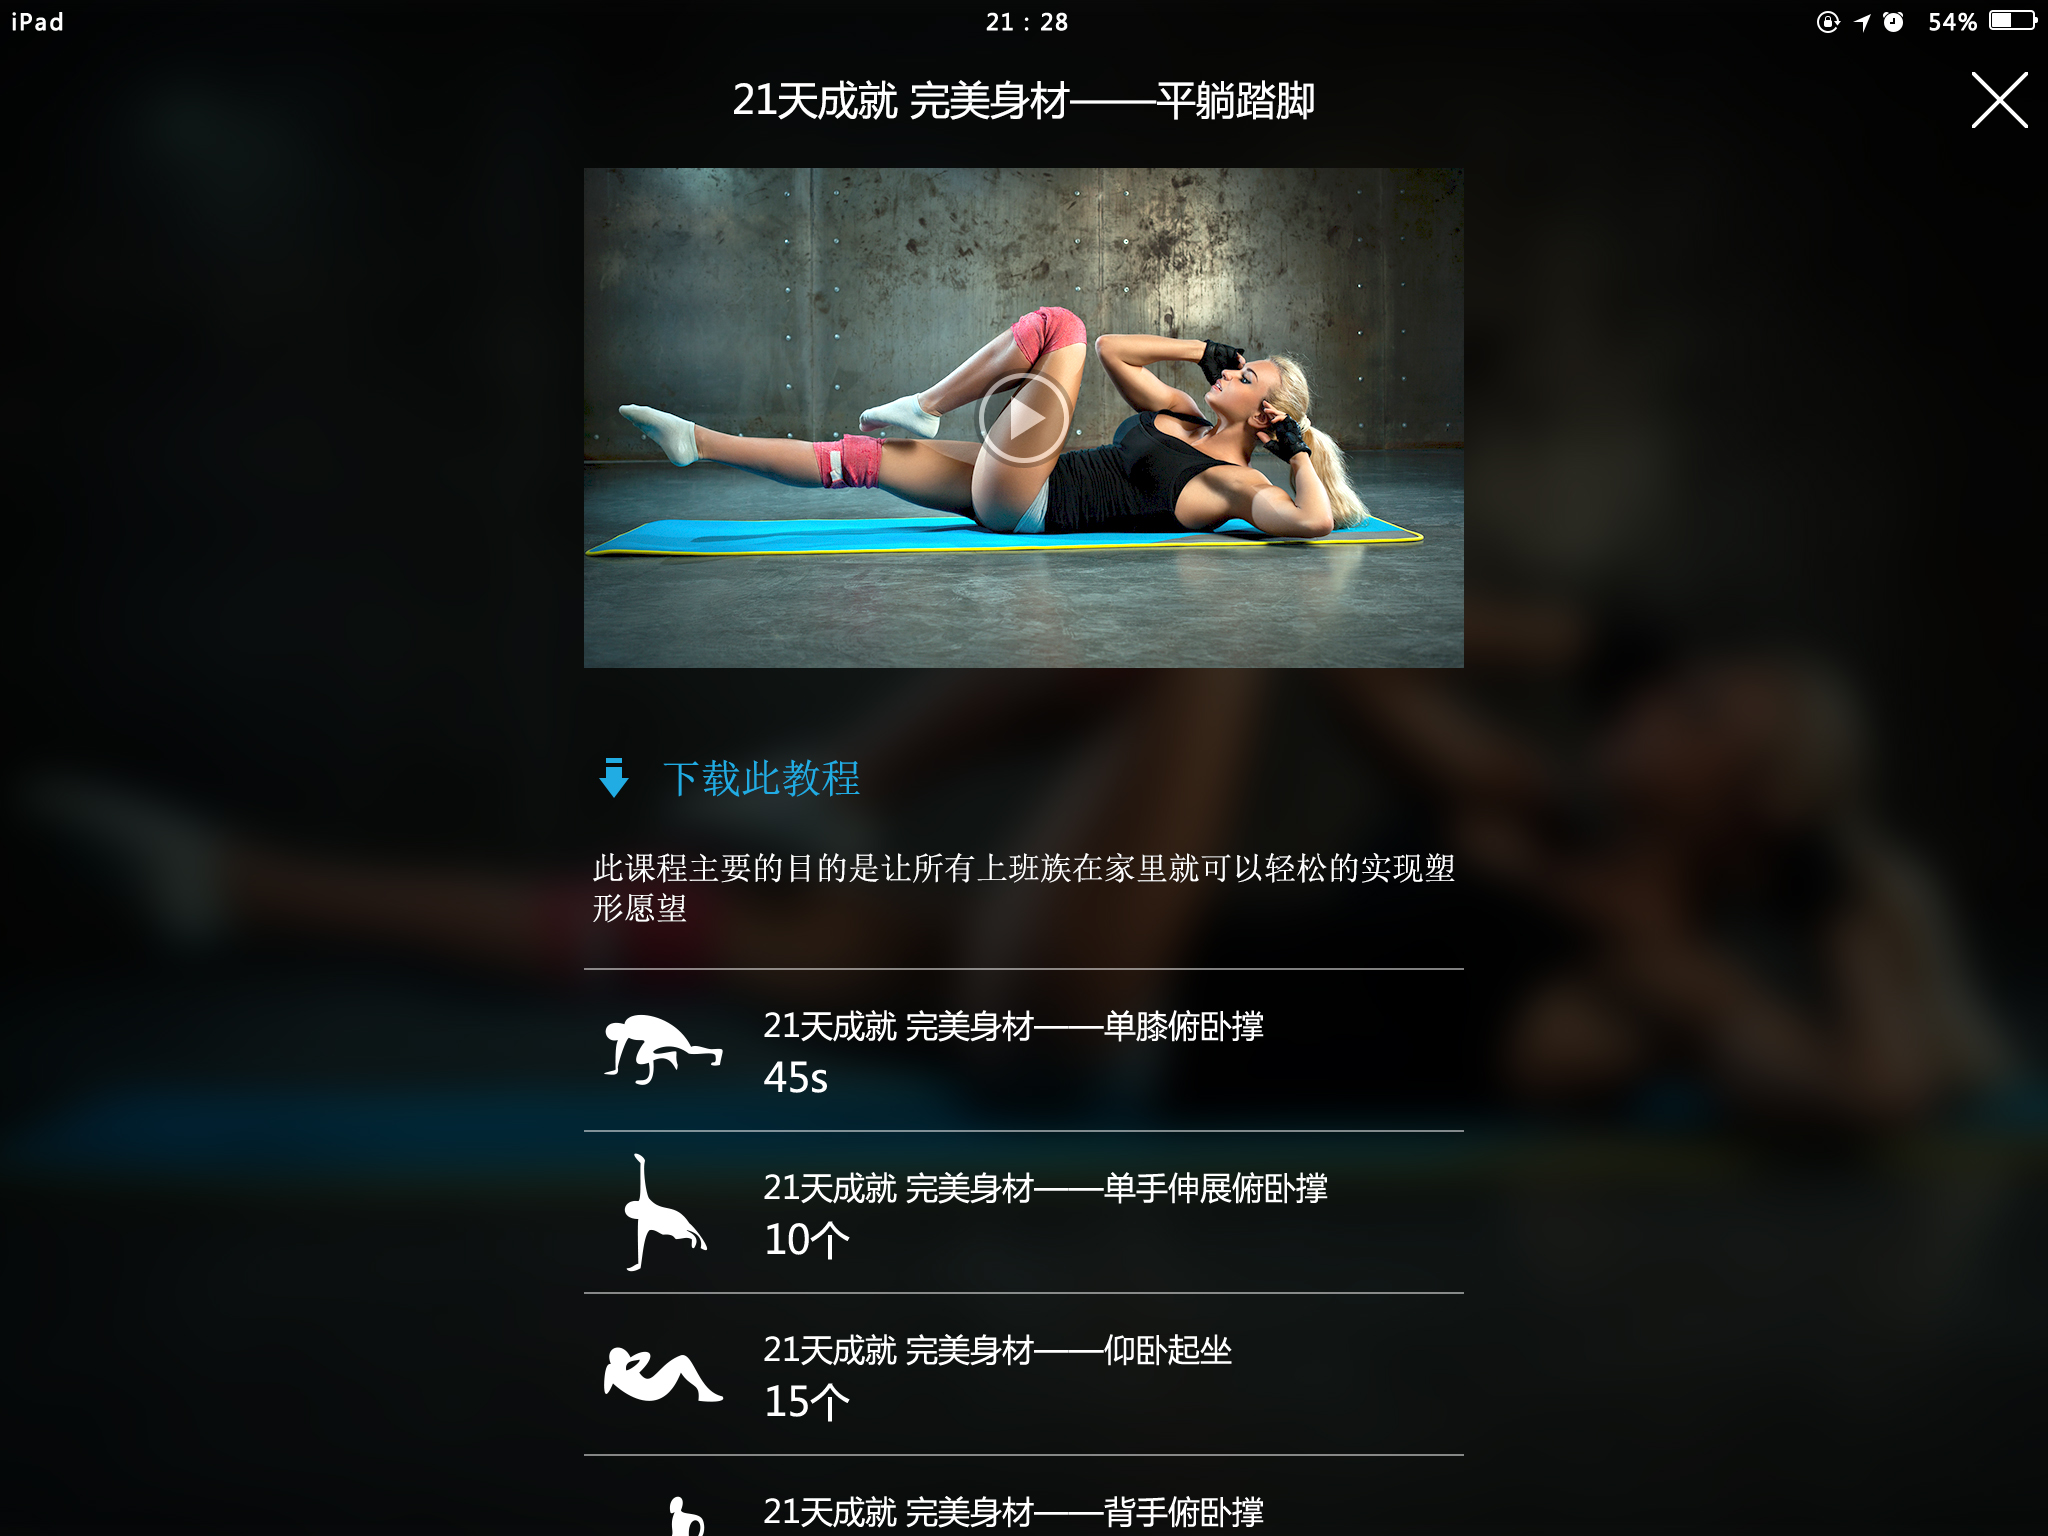 iPad
21 : 28
54%
21天成就 完美身材——平躺踏脚
下载此教程
此课程主要的目的是让所有上班族在家里就可以轻松的实现塑
形愿望
21天成就 完美身材——单膝俯卧撑
45s
21天成就 完美身材——单手伸展俯卧撑
10个
21天成就 完美身材——仰卧起坐
15个
21天成就 完美身材——背手俯卧撑